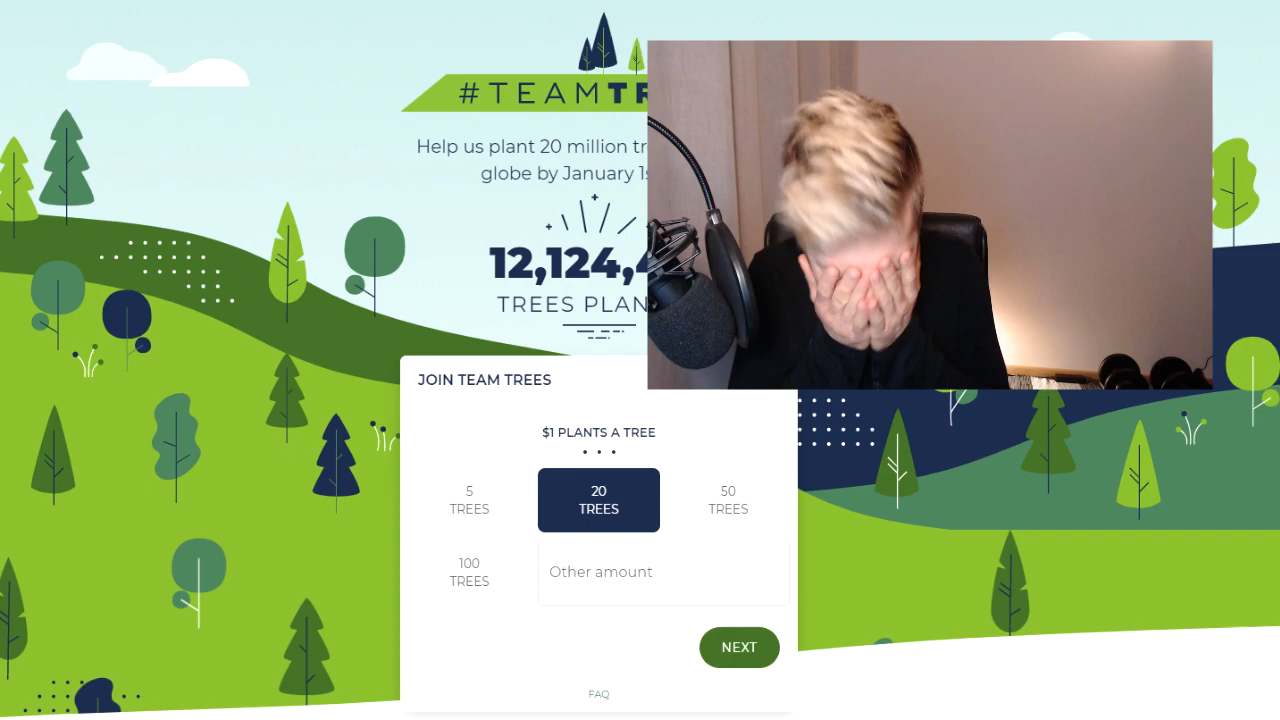 #TEAMTR
Help us plant 20 million tr
globe by January 1s
12,124,4
TREES PLAN
JOIN TEAM TREES
$1 PLANTS A TREE
5
TREES
20
TREES
50
TREES
100
TREES
Other amount
NEXT
FAQ